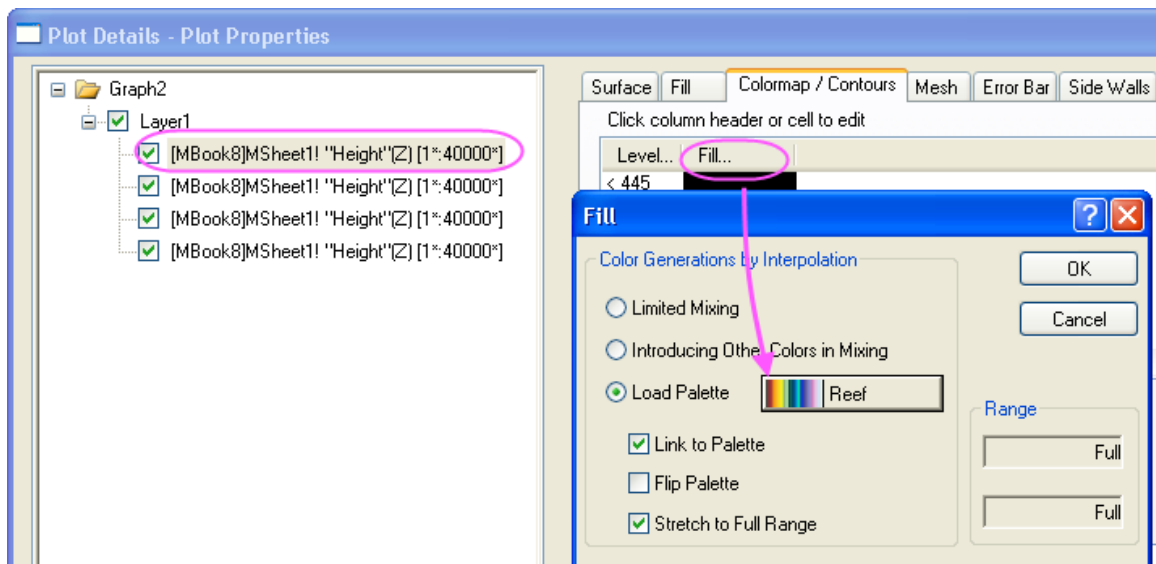 Plot Details - Plot Properties
Graph2
Layer1
[MBook8]MSheet1! "Height"(Z) [1*:40000*]
[MBook8]MSheet1! "Height"(Z) [1*:40000*]
[MBook8]MSheet1! "Height"(Z) [1*:40000*]
[MBook8]MSheet1! "Height"(Z) [1*:40000*]
Surface Fill Colormap / Contours Mesh Error Bar Side Walls
Click column header or cell to edit
Level... Fill...
< 445
Fill
Color Generations by Interpolation
OK
Limited Mixing
Cancel
Introducing Other Colors in Mixing
Load Palette Reef
Range
Link to Palette
Full
Flip Palette
Full
Stretch to Full Range